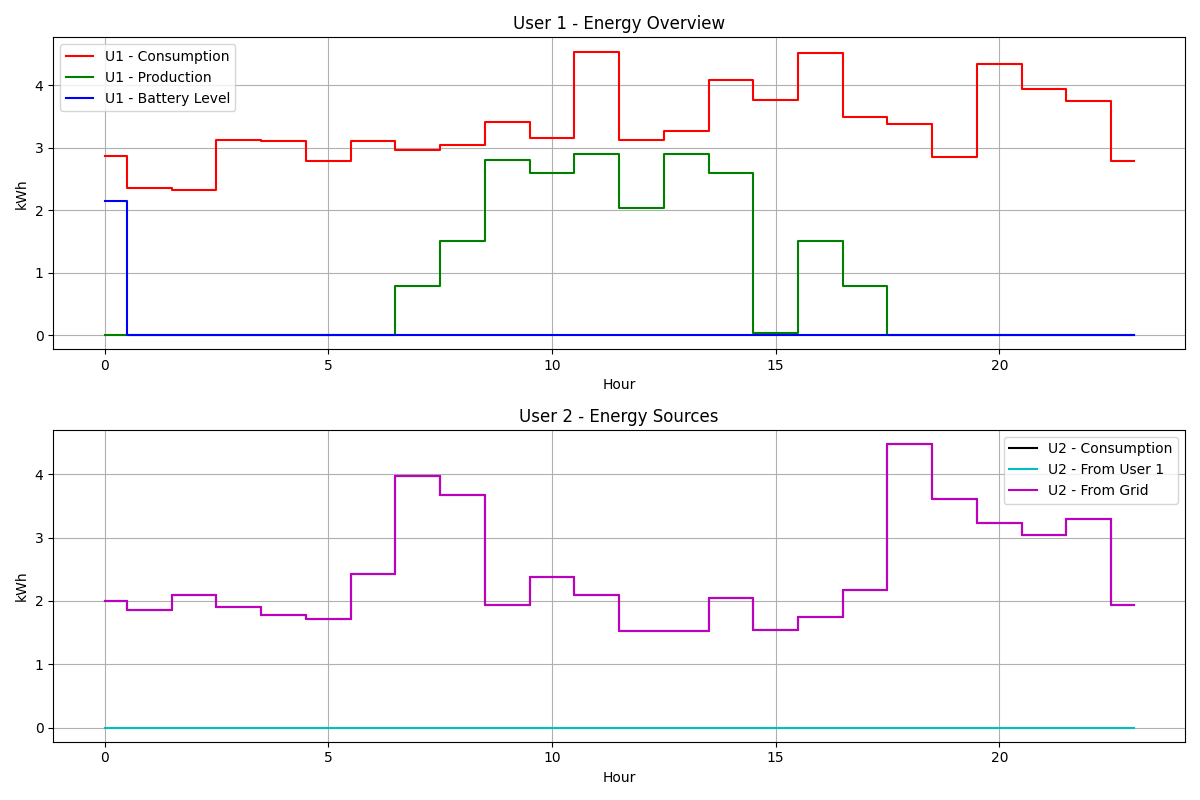 User 1 - Energy Overview
U1 - Consumption
U1 - Production
U1 - Battery Level
kWh
4
3
2
1
0
0 5 10 15 20
Hour
User 2 - Energy Sources
U2 - Consumption
U2 - From User 1
U2 - From Grid
kWh
4
3
2
1
0
0 5 10 15 20
Hour